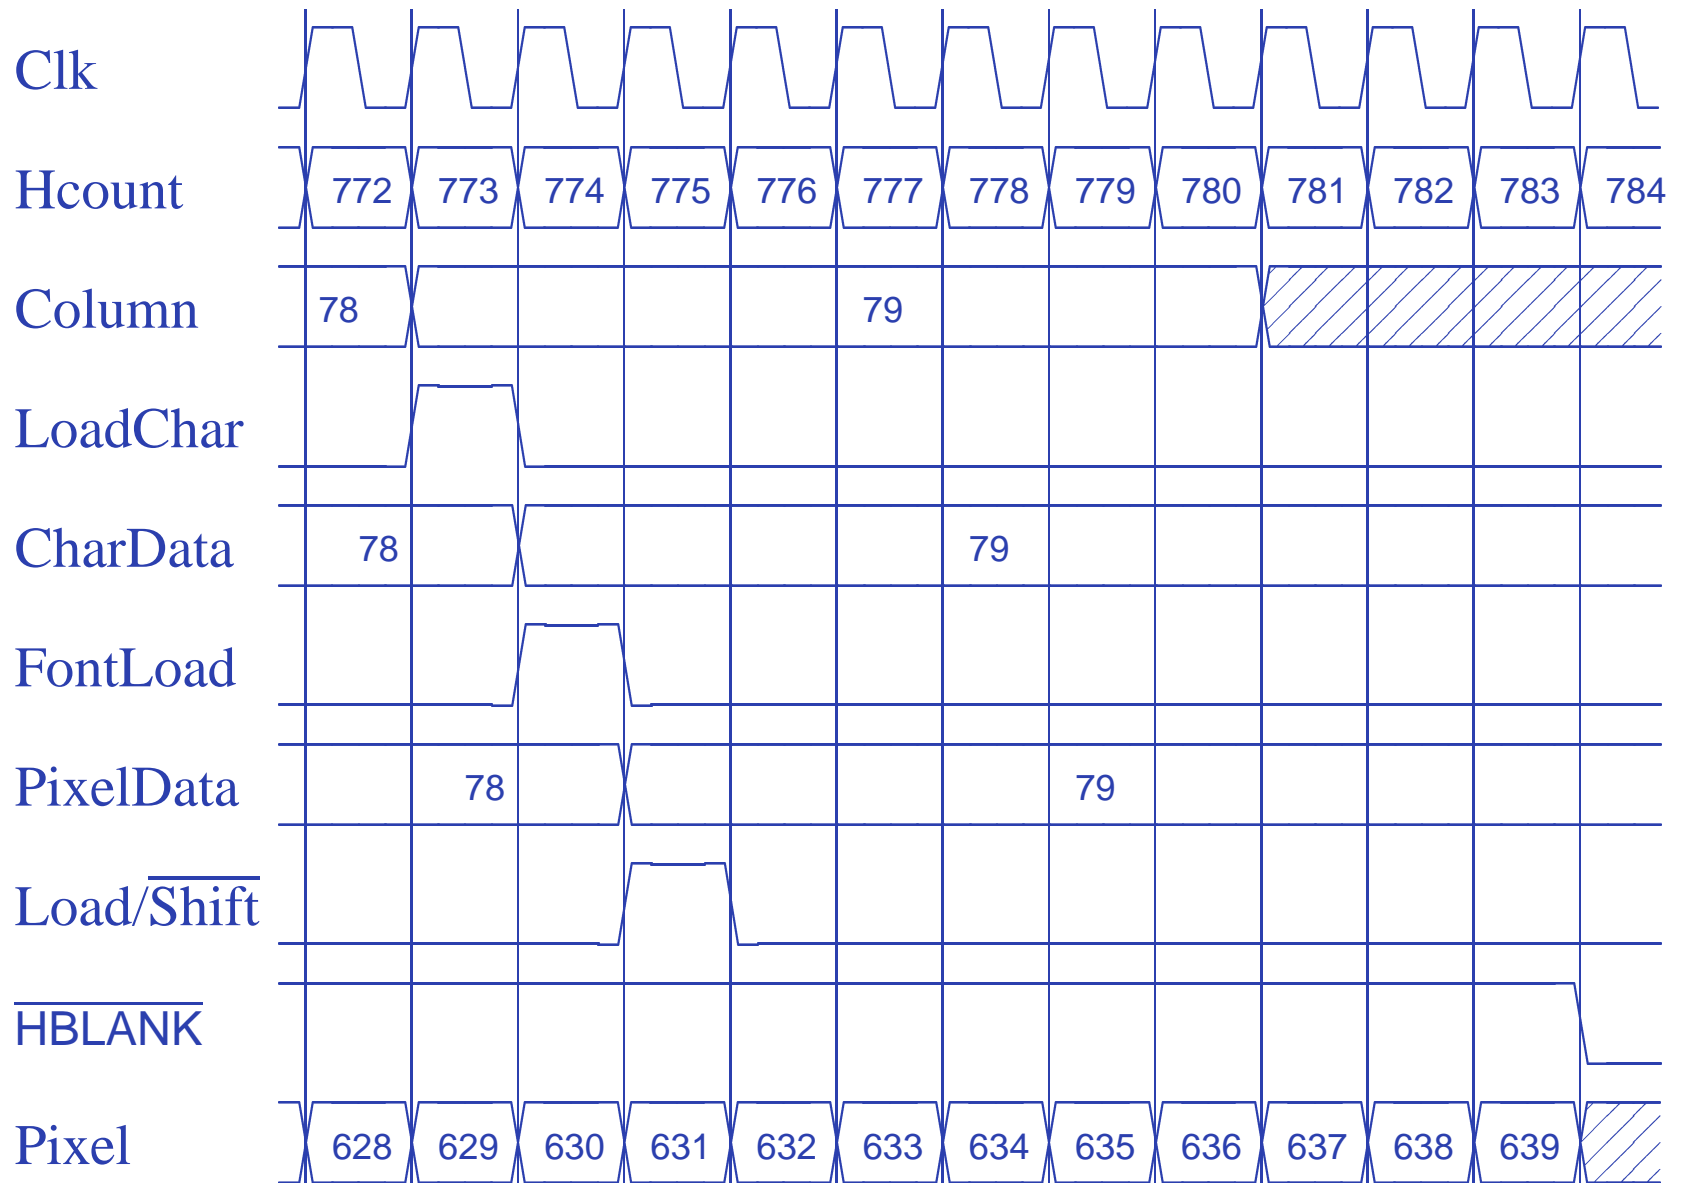 Clk
Hcount 772 773 774 775 776 777 778 779 780 781 782 783 784
Column 78 79
LoadChar
CharData 78 79
FontLoad
PixelData 78 79
Load/Shift
HBLANK
Pixel 628 629 630 631 632 633 634 635 636 637 638 639